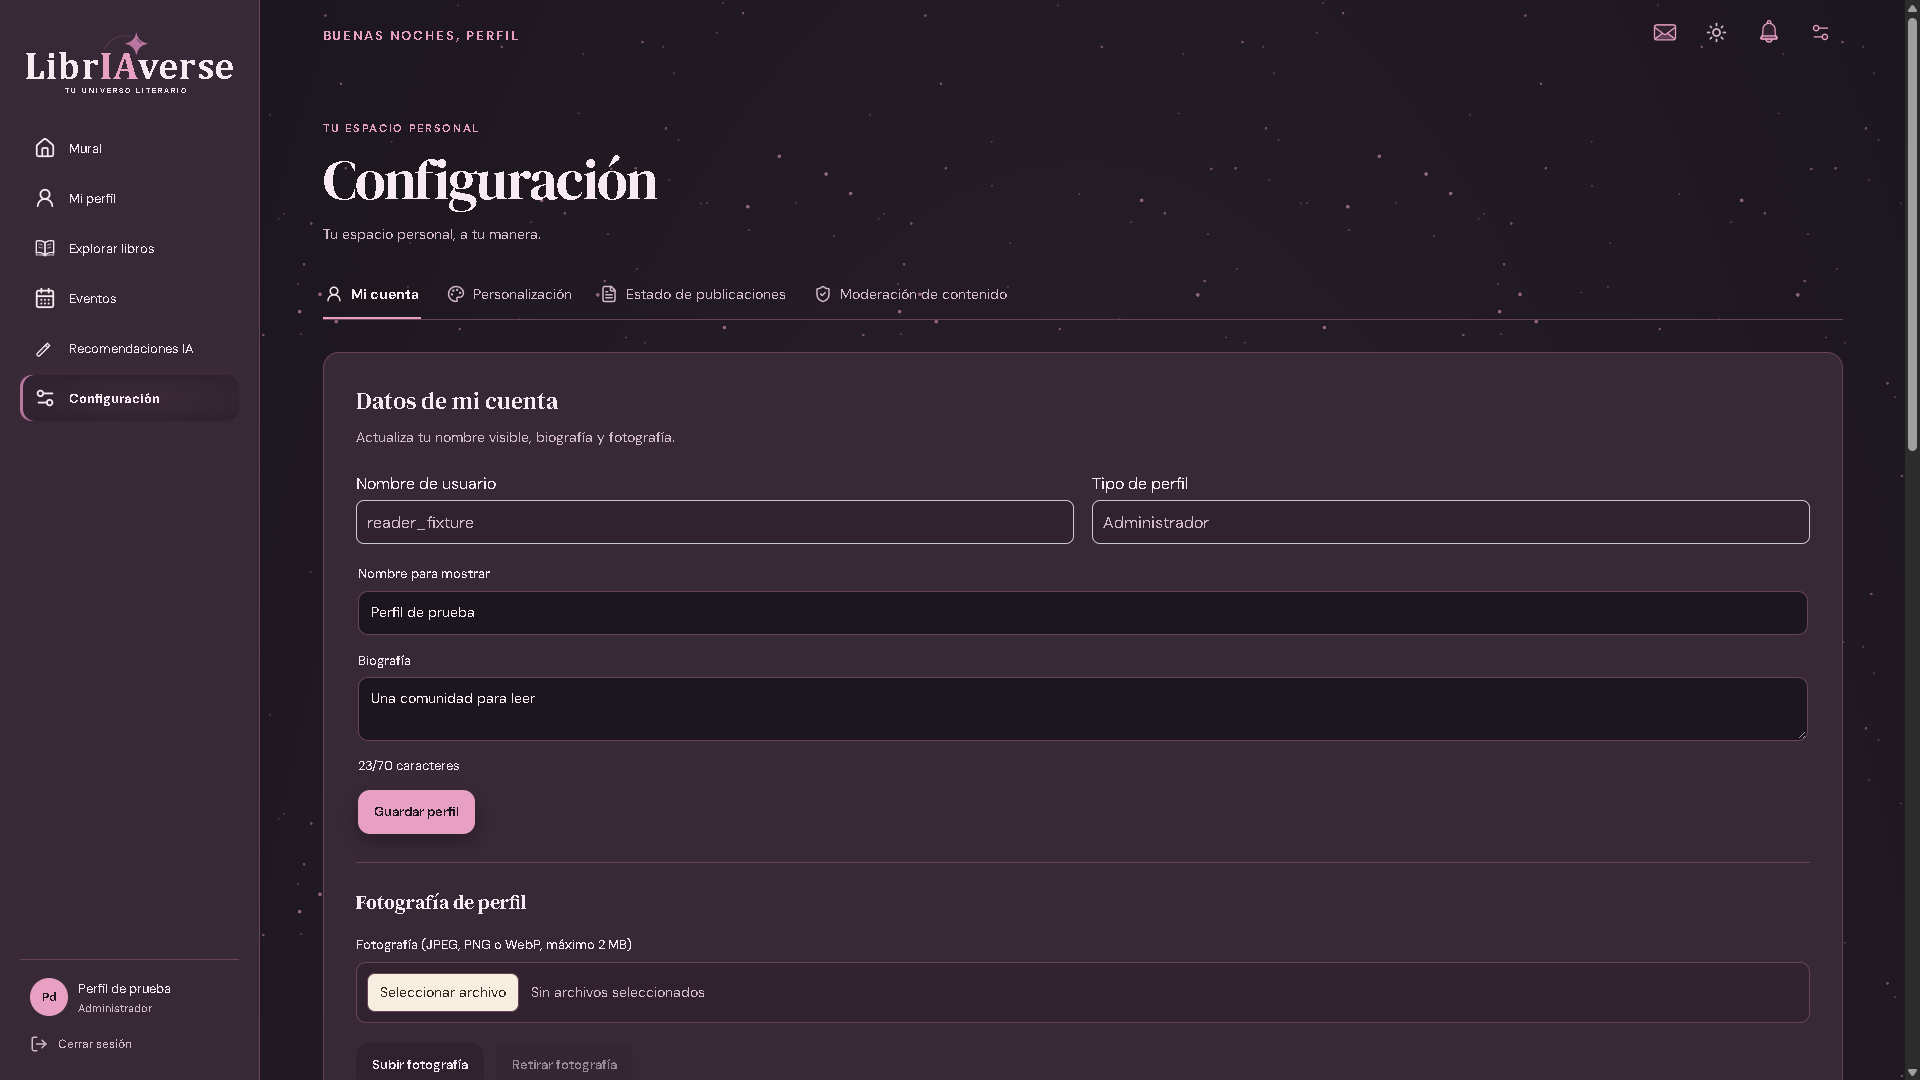 LibrIAverse
TU UNIVERSO LITERARIO
Mural
Mi perfil
Explorar libros
Eventos
Recomendaciones IA
Configuración
Pd
Perfil de prueba
Administrador
Cerrar sesión
BUENAS NOCHES, PERFIL
TU ESPACIO PERSONAL
Configuración
Tu espacio personal, a tu manera.
Mi cuenta
Personalización
Estado de publicaciones
Moderación de contenido
Datos de mi cuenta
Actualiza tu nombre visible, biografía y fotografía.
Nombre de usuario
reader_fixture
Tipo de perfil
Administrador
Nombre para mostrar
Perfil de prueba
Biografía
Una comunidad para leer
23/70 caracteres
Guardar perfil
Fotografía de perfil
Fotografía (JPEG, PNG o WebP, máximo 2 MB)
Seleccionar archivo
Sin archivos seleccionados
Subir fotografía
Retirar fotografía